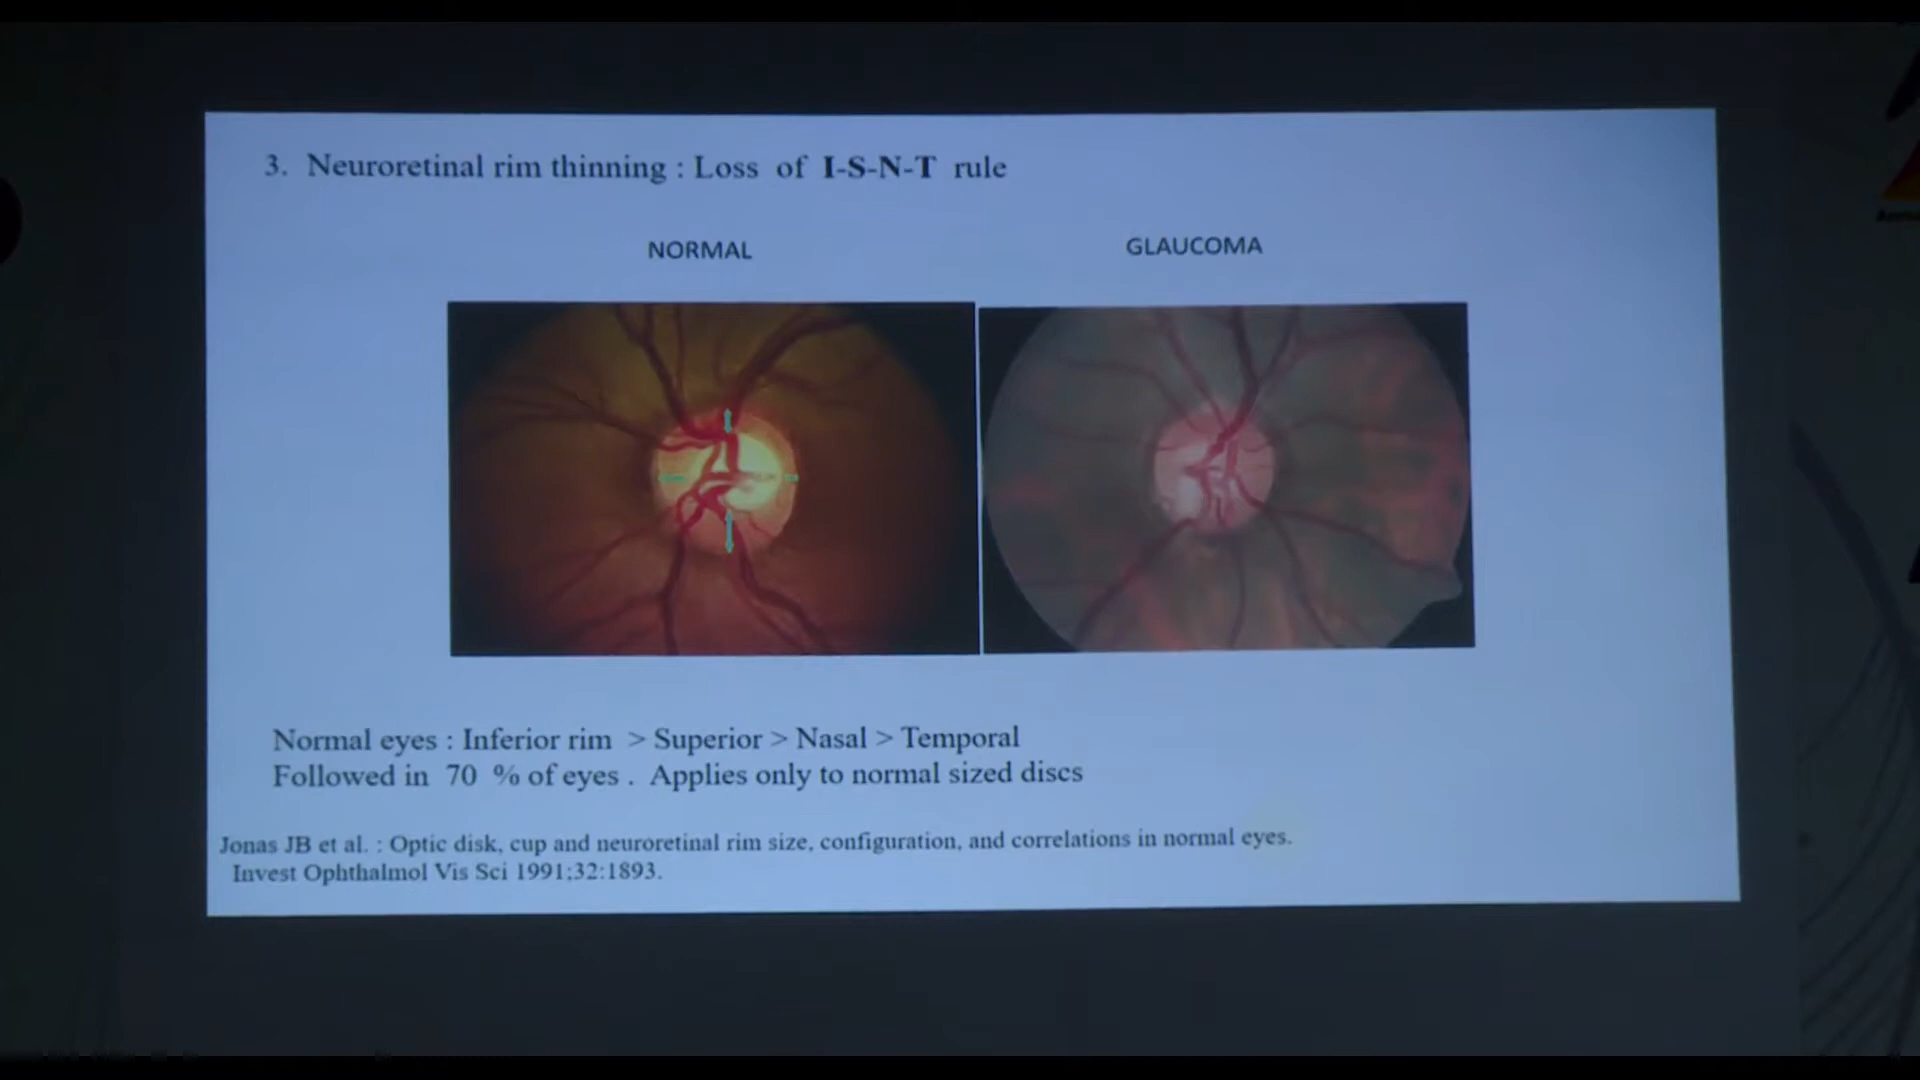 3. Neuroretinal rim thinning : Loss of I-S-N-T rule
NORMAL
GLAUCOMA
Normal eyes : Inferior rim > Superior > Nasal > Temporal
Followed in 70 % of eyes . Applies only to normal sized discs
Jonas JB et al. : Optic disk, cup and neuroretinal rim size, configuration, and correlations in normal eyes.
Invest Ophthalmol Vis Sci 1991;32:1893.